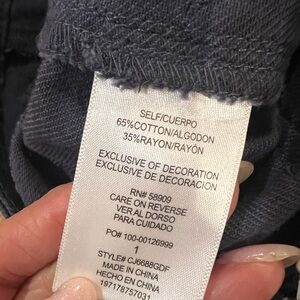 SELF/CUERPO
65%COTTON/ALGODON
35%RAYON/RAYÓN
EXCLUSIVE OF DECORATION
EXCLUSIVE DE DECORACION
RN# 58909
CARE ON REVERSE
VER AL DORSO
PARA CUIDADO
PO# 100-00126999
1
STYLE# CJ6688GDF
MADE IN CHINA
HECHO EN CHINA
197178757031